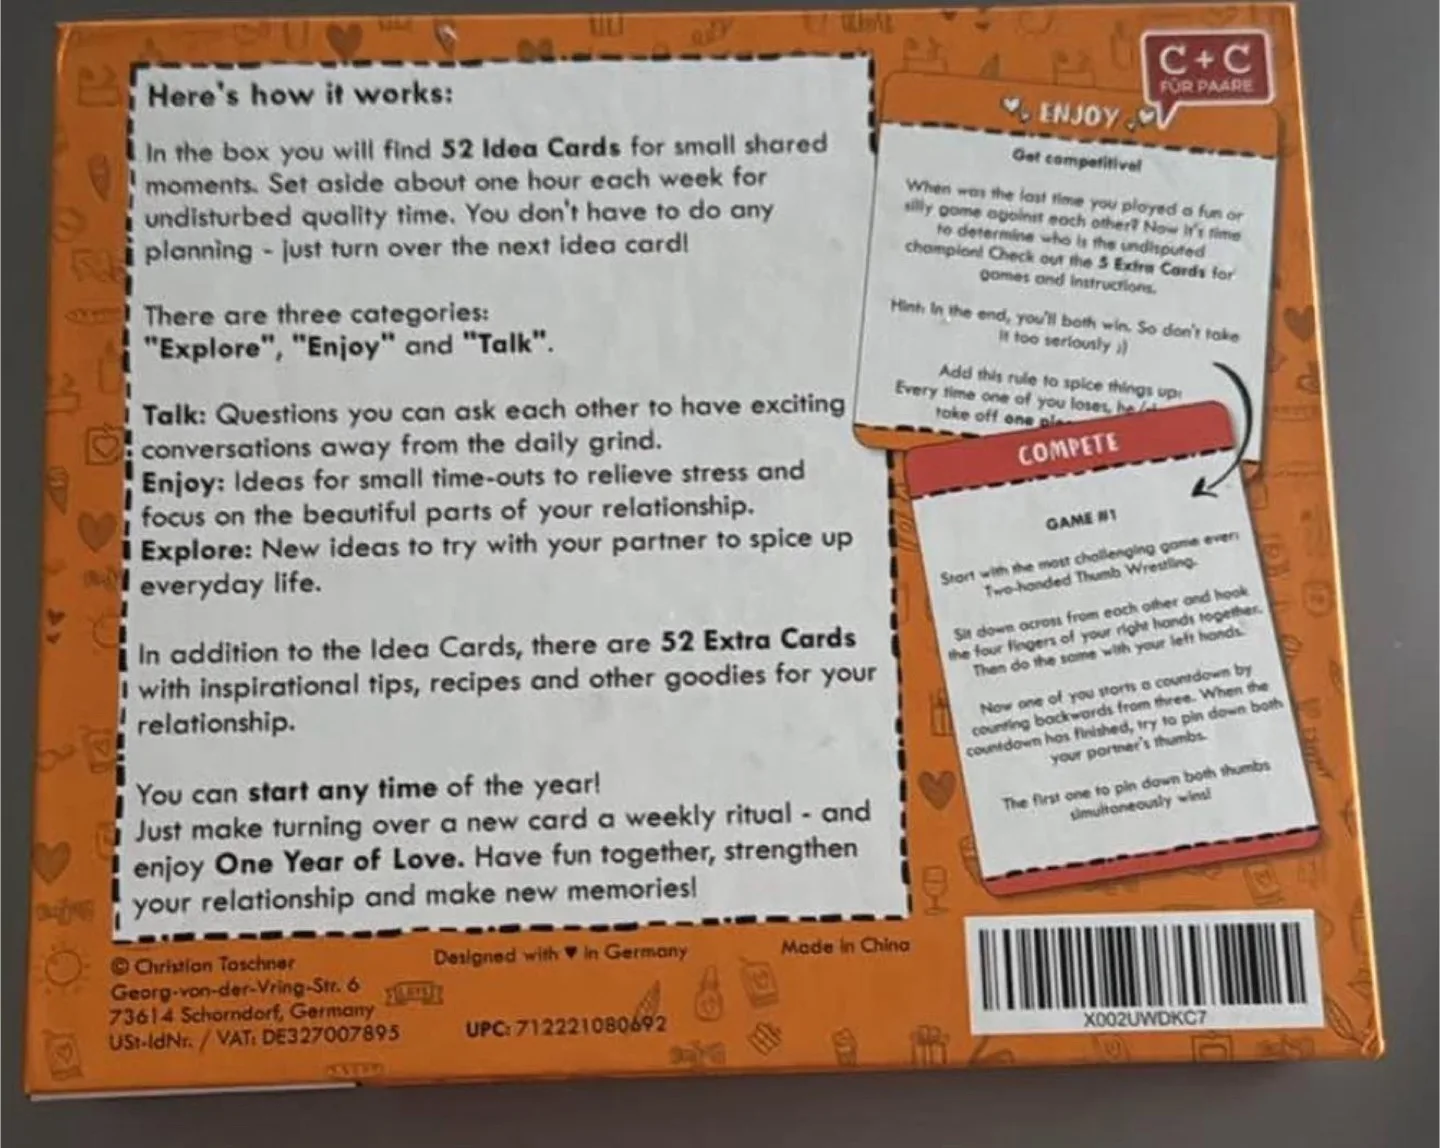 Here's how it works:
In the box you will find 52 Idea Cards for small shared
moments. Set aside about one hour each week for
undisturbed quality time. You don't have to do any
planning - just turn over the next idea card!
There are three categories:
"Explore", "Enjoy" and "Talk".
Talk: Questions you can ask each other to have exciting
conversations away from the daily grind.
Enjoy: Ideas for small time-outs to relieve stress and
focus on the beautiful parts of your relationship.
Explore: New ideas to try with your partner to spice up
everyday life.
In addition to the Idea Cards, there are 52 Extra Cards
with inspirational tips, recipes and other goodies for your
relationship.
You can start any time of the year!
Just make turning over a new card a weekly ritual - and
enjoy One Year of Love. Have fun together, strengthen
your relationship and make new memories!
C + C
FÜR PAARE
ENJOY
Get competitive!
When was the last time you played a fun or
silly game against each other? Now it's time
to determine who is the undisputed
champion! Check out the 5 Extra Cards for
games and instructions.
Hint: In the end, you'll both win. So don't take
it too seriously ;)
Add this rule to spice things up:
Every time one of you loses, he
take off one
COMPETE
GAME #1
Start with the most challenging game ever:
Two-handed Thumb Wrestling.
Sit down across from each other and hook
the four fingers of your right hands together.
Then do the same with your left hands.
Now one of you starts a countdown by
counting backwards from three. When the
countdown has finished, try to pin down both
your partner's thumbs.
The first one to pin down both thumbs
simultaneously wins!
© Christian Taschner
Georg-von-der-Vring-Str. 6
73614 Schorndorf, Germany
USt-IdNr. / VAT: DE327007895
Designed with ♥ in Germany
UPC: 712221080692
Made in China
X002UWDKC7